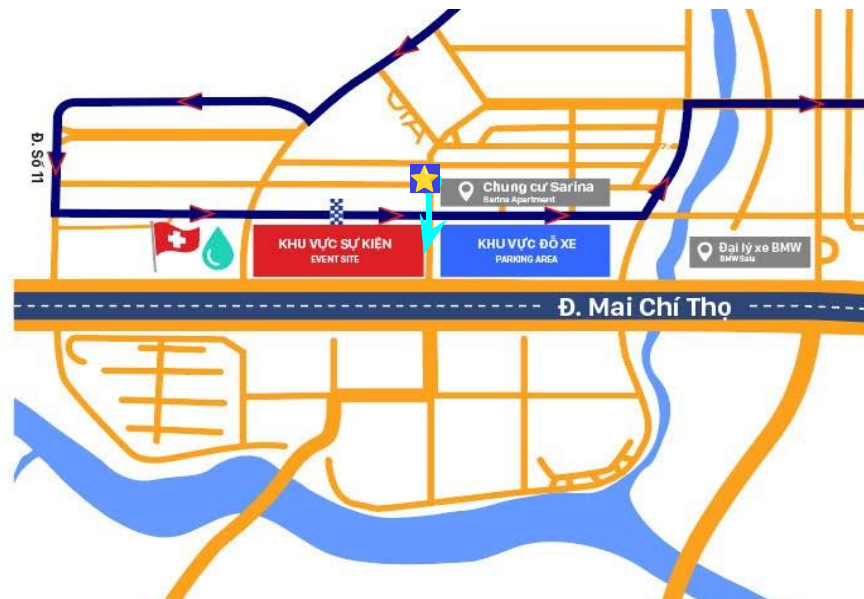 Đ. Số 11
Chung cư Sarina
Sarina Apartment
KHU VỰC SỰ KIỆN
EVENT SITE
KHU VỰC ĐỖ XE
PARKING AREA
Đại lý xe BMW
BMW Sala
Đ. Mai Chí Thọ